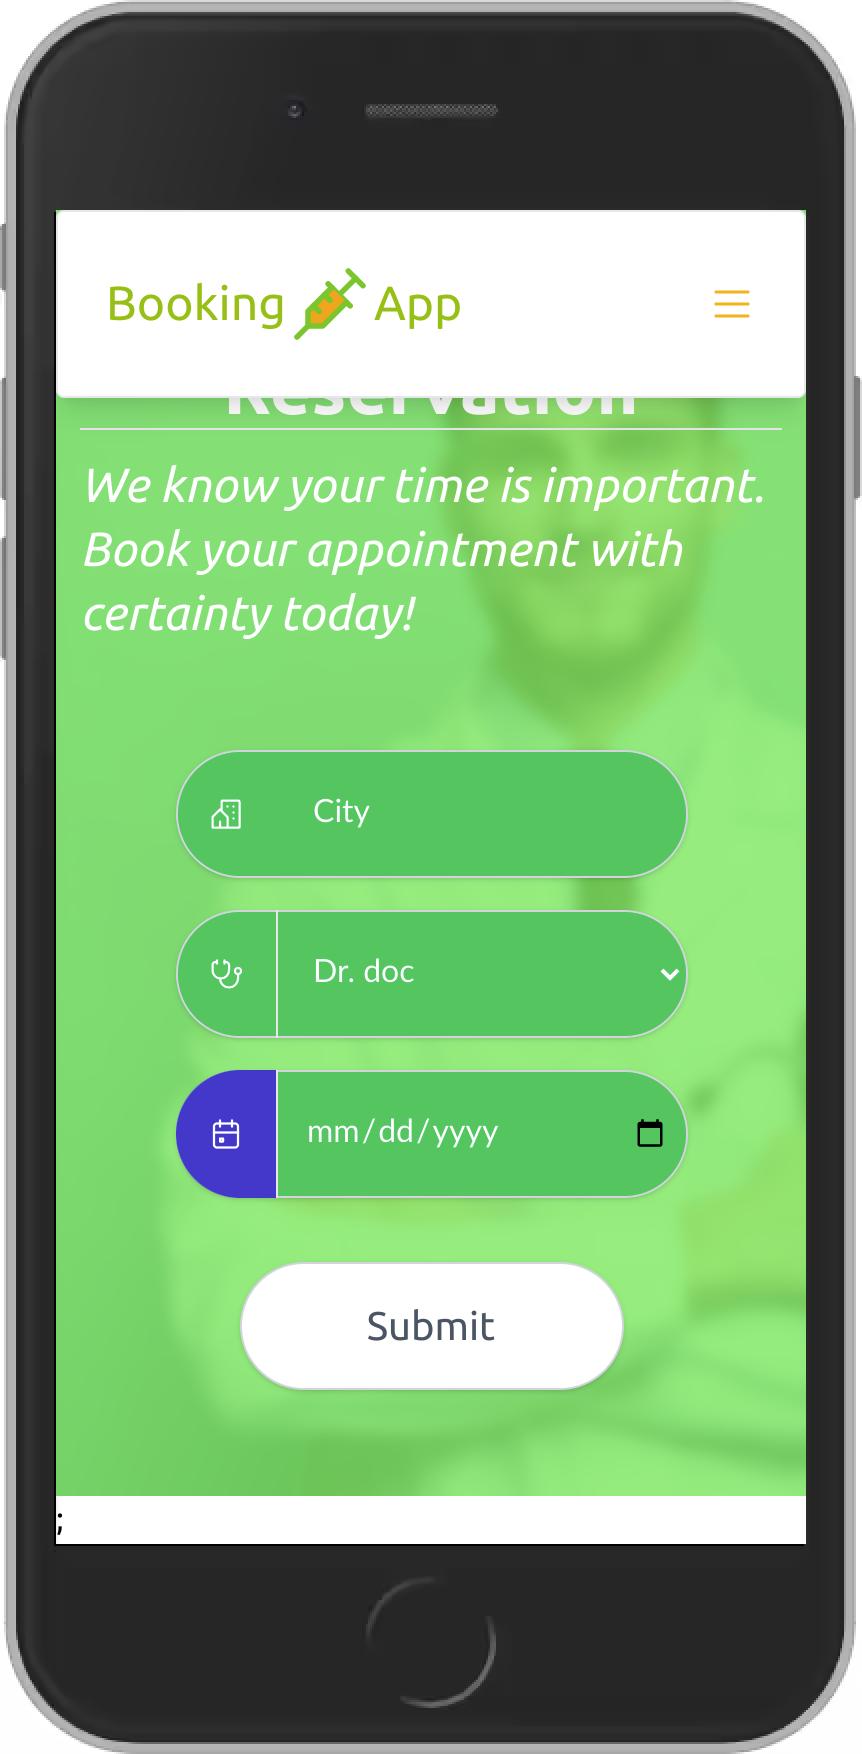 Booking App
Reservation
We know your time is important.
Book your appointment with
certainty today!
City
Dr. doc
mm/dd/yyyy
Submit
;